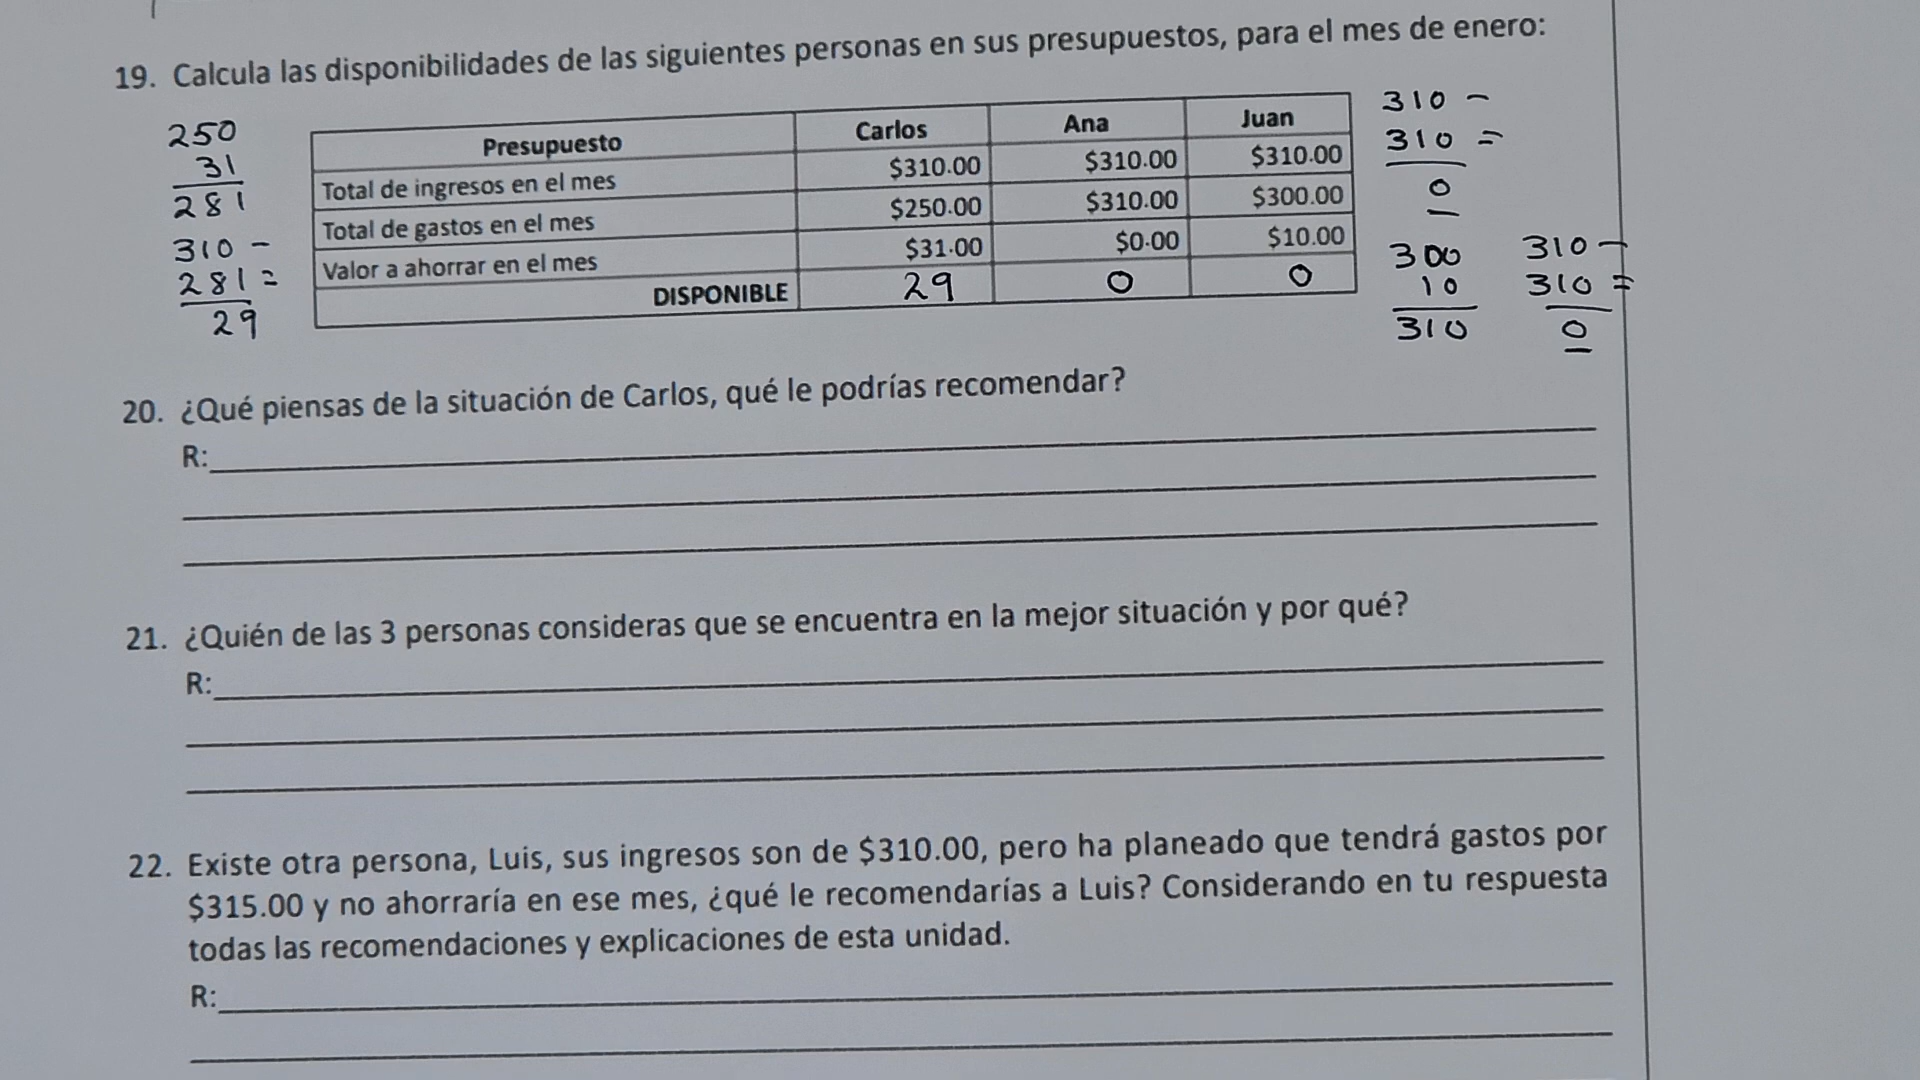 19. Calcula las disponibilidades de las siguientes personas en sus presupuestos, para el mes de enero:
250
31
281
310 -
281 =
29
Presupuesto Carlos Ana Juan
Total de ingresos en el mes $310.00 $310.00 $310.00
Total de gastos en el mes $250.00 $310.00 $300.00
Valor a ahorrar en el mes $31.00 $0.00 $10.00
DISPONIBLE 29 0 0
310 -
310 =
0
300
10
310
310 -
310 =
0
20. ¿Qué piensas de la situación de Carlos, qué le podrías recomendar?
R:
21. ¿Quién de las 3 personas consideras que se encuentra en la mejor situación y por qué?
R:
22. Existe otra persona, Luis, sus ingresos son de $310.00, pero ha planeado que tendrá gastos por
$315.00 y no ahorraría en ese mes, ¿qué le recomendarías a Luis? Considerando en tu respuesta
todas las recomendaciones y explicaciones de esta unidad.
R: